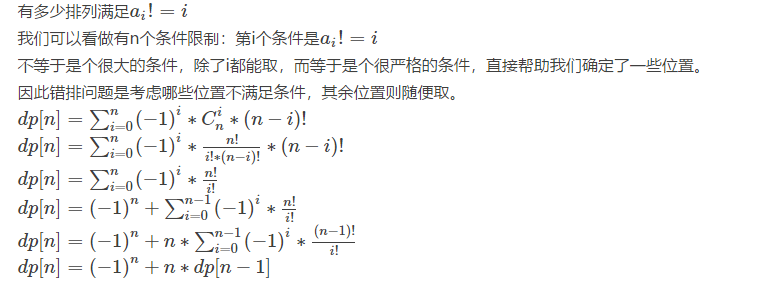 有多少排列满足$a_i! = i$
我们可以看做有n个条件限制：第i个条件是$a_i! = i$
不等于是个很大的条件，除了i都能取，而等于是个很严格的条件，直接帮助我们确定了一些位置。
因此错排问题是考虑哪些位置不满足条件，其余位置则随便取。
$dp[n] = \sum_{i=0}^{n} (-1)^i * C_n^i * (n-i)!$
$dp[n] = \sum_{i=0}^{n} (-1)^i * \frac{n!}{i!*(n-i)!} * (n-i)!$
$dp[n] = \sum_{i=0}^{n} (-1)^i * \frac{n!}{i!}$
$dp[n] = (-1)^n + \sum_{i=0}^{n-1} (-1)^i * \frac{n!}{i!}$
$dp[n] = (-1)^n + n * \sum_{i=0}^{n-1} (-1)^i * \frac{(n-1)!}{i!}$
$dp[n] = (-1)^n + n * dp[n-1]$